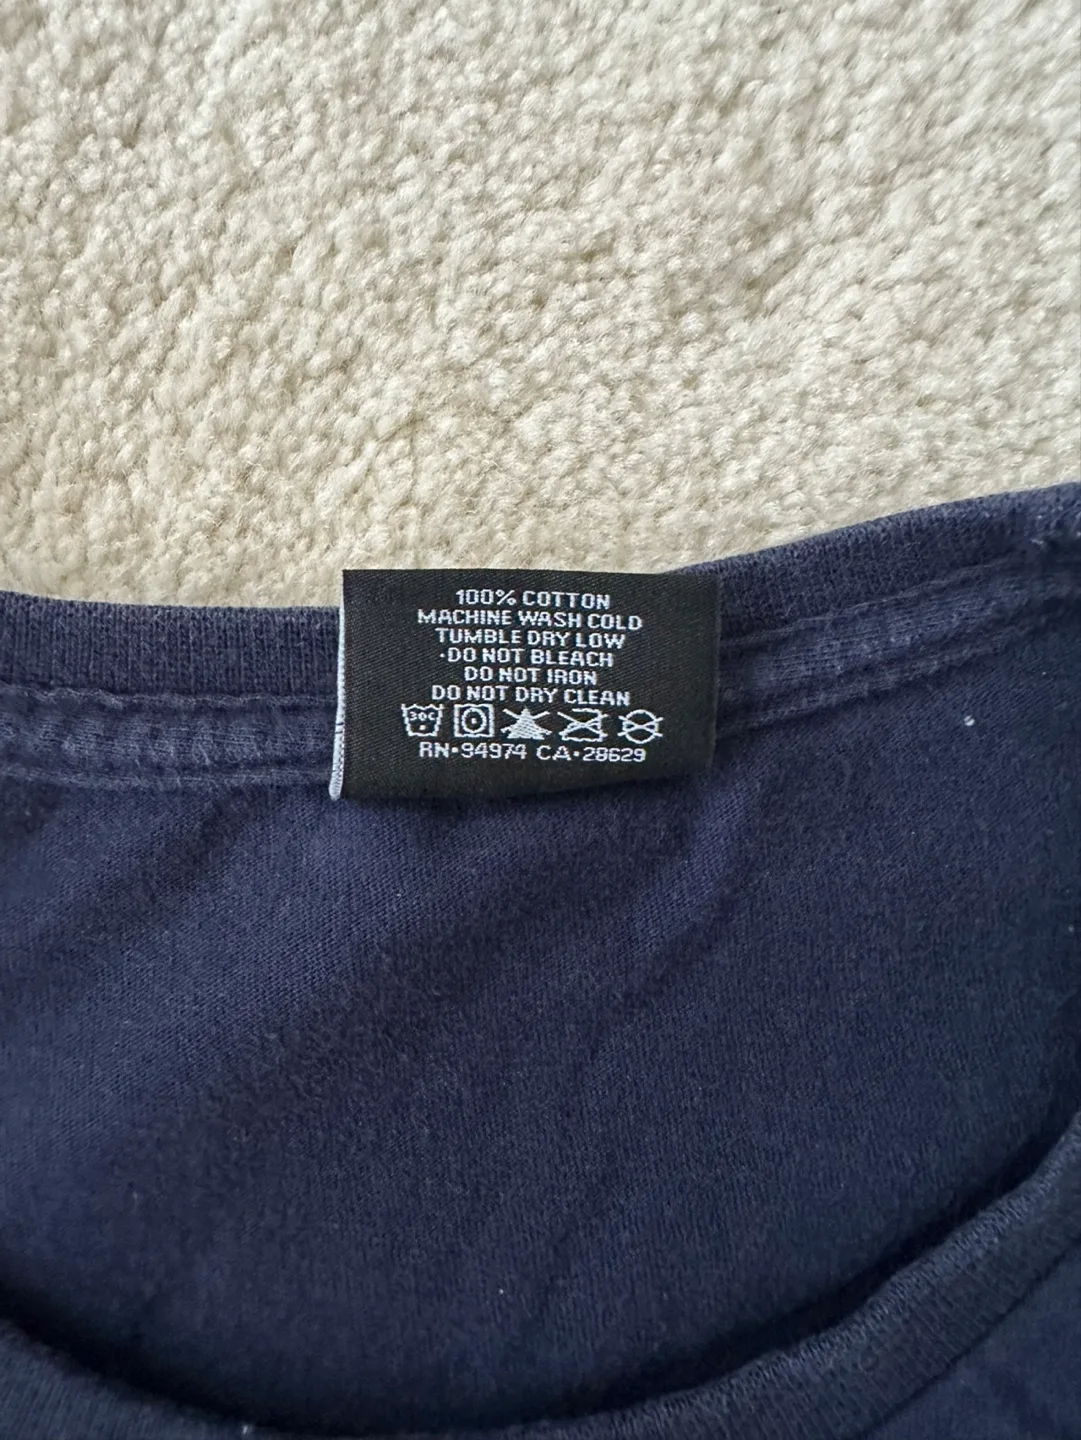 100% COTTON
MACHINE WASH COLD
TUMBLE DRY LOW
·DO NOT BLEACH
DO NOT IRON
DO NOT DRY CLEAN
30C
RN·94974 CA·28629